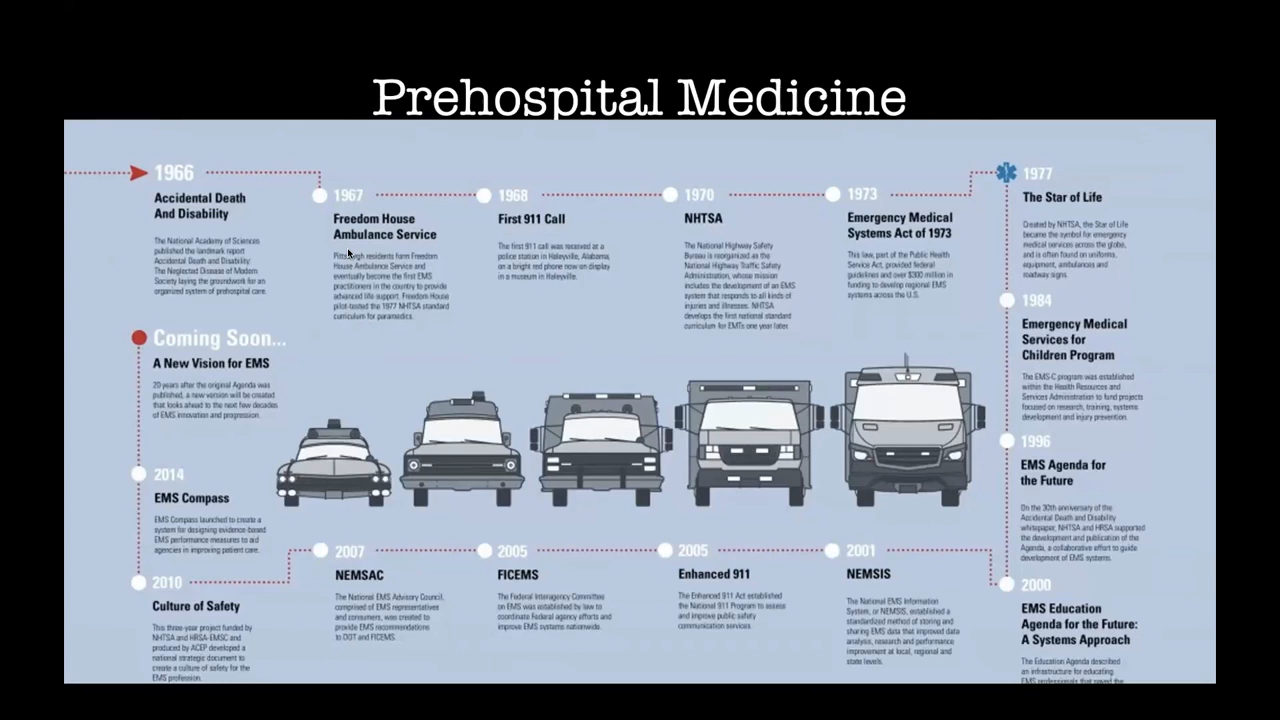 Prehospital Medicine
1966
Accidental Death
And Disability
The National Academy of Sciences
published the landmark report
Accidental Death and Disability:
The Neglected Disease of Modern
Society laying the groundwork for an
organized system of prehospital care.
1967
Freedom House
Ambulance Service
Pittsburgh residents form Freedom
House Ambulance Service and
eventually become the first EMS
practitioners in the country to provide
advanced life support. Freedom House
pilot-tested the 1977 NHTSA standard
curriculum for paramedics.
1968
First 911 Call
The first 911 call was received at a
police station in Haleyville, Alabama,
on a bright red phone now on display
in a museum in Haleyville.
1970
NHTSA
The National Highway Safety
Bureau is reorganized as the
National Highway Traffic Safety
Administration, whose mission
includes the development of an EMS
system that responds to all kinds of
injuries and illnesses. NHTSA
develops the first national standard
curriculum for EMTs one year later.
1973
Emergency Medical
Systems Act of 1973
This law, part of the Public Health
Service Act, provided federal
guidelines and over $300 million in
funding to develop regional EMS
systems across the U.S.
1977
The Star of Life
Created by NHTSA, the Star of Life
became the symbol for emergency
medical services across the globe,
and is often found on uniforms,
equipment, ambulances and
roadway signs.
1984
Emergency Medical
Services for
Children Program
The EMS-C program was established
within the Health Resources and
Services Administration to fund projects
focused on research, training, systems
development and injury prevention.
1996
EMS Agenda for
the Future
On the 30th anniversary of the
Accidental Death and Disability
whitepaper, NHTSA and HRSA supported
the development and publication of the
Agenda, a collaborative effort to guide
development of EMS systems.
2000
EMS Education
Agenda for the Future:
A Systems Approach
The Education Agenda described
an infrastructure for educating
EMS professionals that paved the
2001
NEMSIS
The National EMS Information
System, or NEMSIS, established a
standardized method of storing and
sharing EMS data that improved data
analysis, research and performance
improvement at local, regional and
state levels.
2005
Enhanced 911
The Enhanced 911 Act established
the National 911 Program to assess
and improve public safety
communication services.
2005
FICEMS
The Federal Interagency Committee
on EMS was established by law to
coordinate Federal agency efforts and
improve EMS systems nationwide.
2007
NEMSAC
The National EMS Advisory Council,
comprised of EMS representatives
and consumers, was created to
provide EMS recommendations
to DOT and FICEMS.
2010
Culture of Safety
This three-year project funded by
NHTSA and HRSA-EMSC and
produced by ACEP developed a
national strategic document to
create a culture of safety for the
EMS profession.
2014
EMS Compass
EMS Compass launched to create a
system for designing evidence-based
EMS performance measures to aid
agencies in improving patient care.
Coming Soon...
A New Vision for EMS
20 years after the original Agenda was
published, a new version will be created
that looks ahead to the next few decades
of EMS innovation and progression.